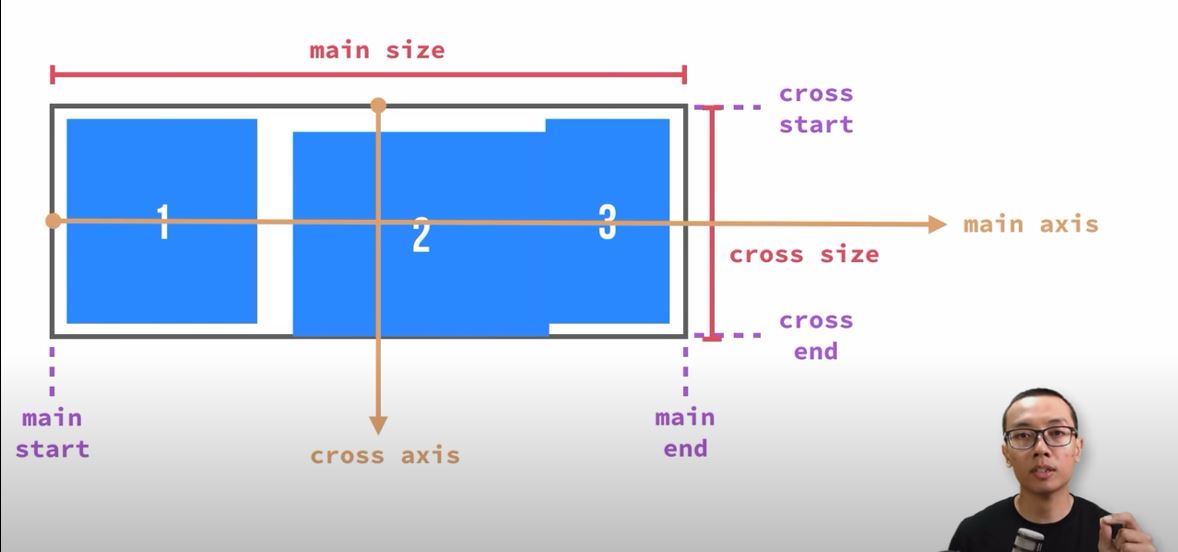 main size
cross
start
1
2
3
main axis
cross size
cross
end
main
start
main
end
cross axis